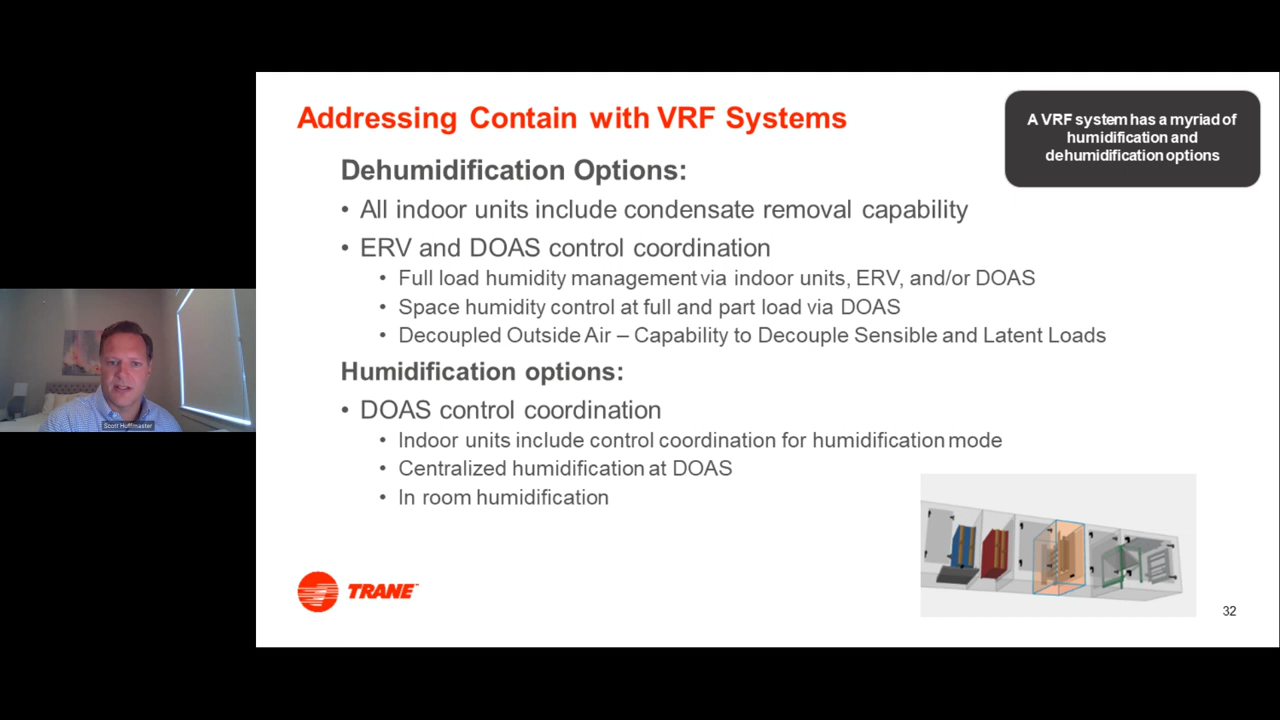 Addressing Contain with VRF Systems
A VRF system has a myriad of
humidification and
dehumidification options
Dehumidification Options:
• All indoor units include condensate removal capability
• ERV and DOAS control coordination
• Full load humidity management via indoor units, ERV, and/or DOAS
• Space humidity control at full and part load via DOAS
• Decoupled Outside Air – Capability to Decouple Sensible and Latent Loads
Humidification options:
• DOAS control coordination
• Indoor units include control coordination for humidification mode
• Centralized humidification at DOAS
• In room humidification
Scott Huffmaster
TRANE™
32